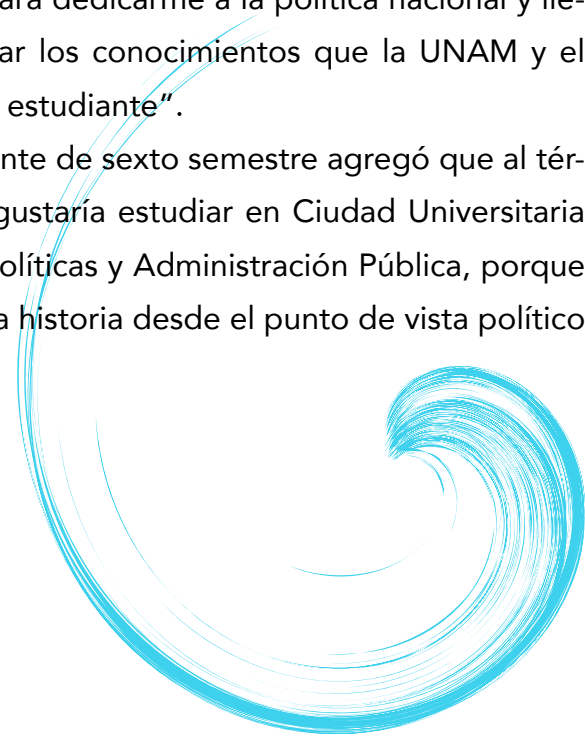 para dedicarme a la política nacional y lle-
ar los conocimientos que la UNAM y el
estudiante”.
nte de sexto semestre agregó que al tér-
gustaría estudiar en Ciudad Universitaria
olíticas y Administración Pública, porque
a historia desde el punto de vista político